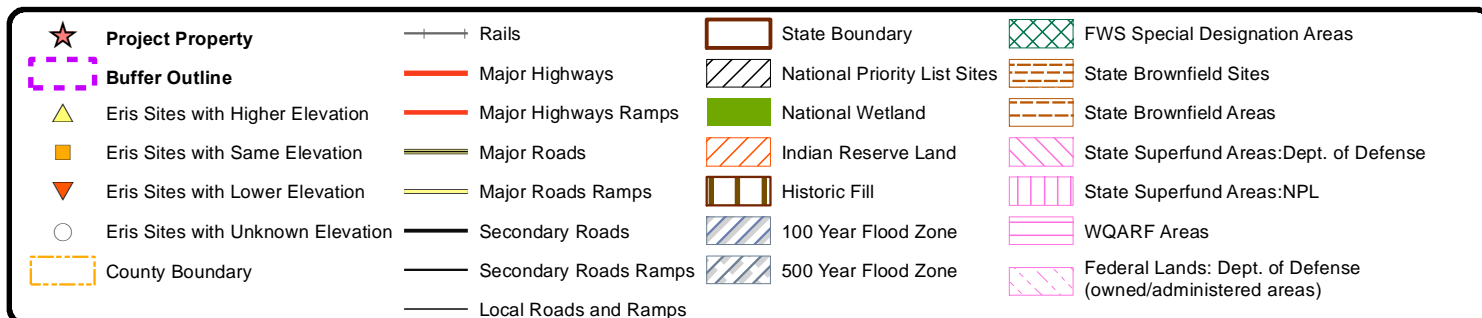 Project Property
Buffer Outline
Eris Sites with Higher Elevation
Eris Sites with Same Elevation
Eris Sites with Lower Elevation
Eris Sites with Unknown Elevation
County Boundary
Rails
Major Highways
Major Highways Ramps
Major Roads
Major Roads Ramps
Secondary Roads
Secondary Roads Ramps
Local Roads and Ramps
State Boundary
National Priority List Sites
National Wetland
Indian Reserve Land
Historic Fill
100 Year Flood Zone
500 Year Flood Zone
FWS Special Designation Areas
State Brownfield Sites
State Brownfield Areas
State Superfund Areas:Dept. of Defense
State Superfund Areas:NPL
WQARF Areas
Federal Lands: Dept. of Defense
(owned/administered areas)